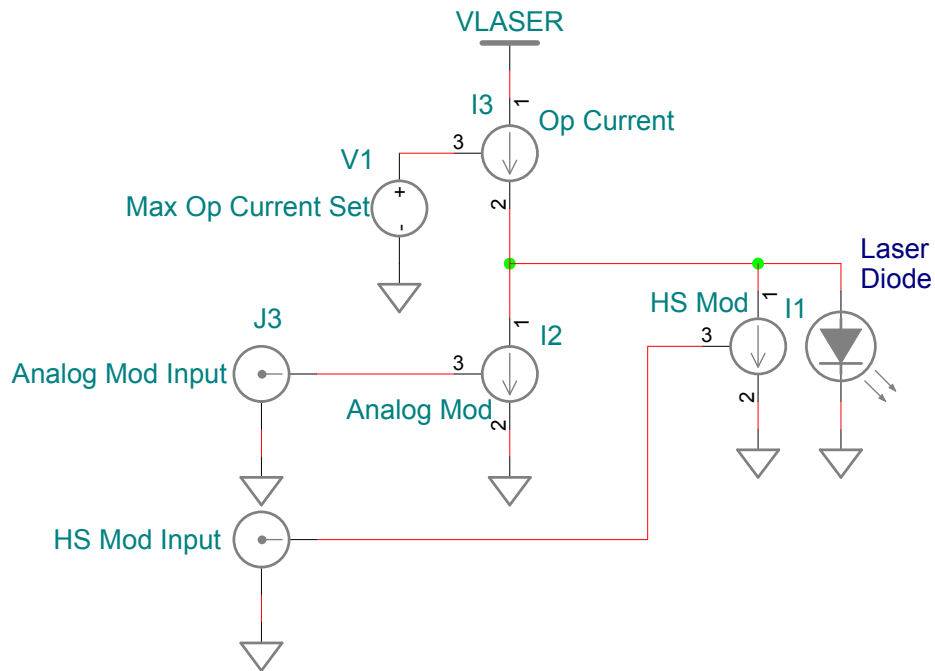 VLASER
I3
1
Op Current
3
V1
+
Max Op Current Set
-
2
Laser
Diode
HS Mod
1
I1
J3
1
I2
3
Analog Mod Input
3
Analog Mod
2
2
HS Mod Input